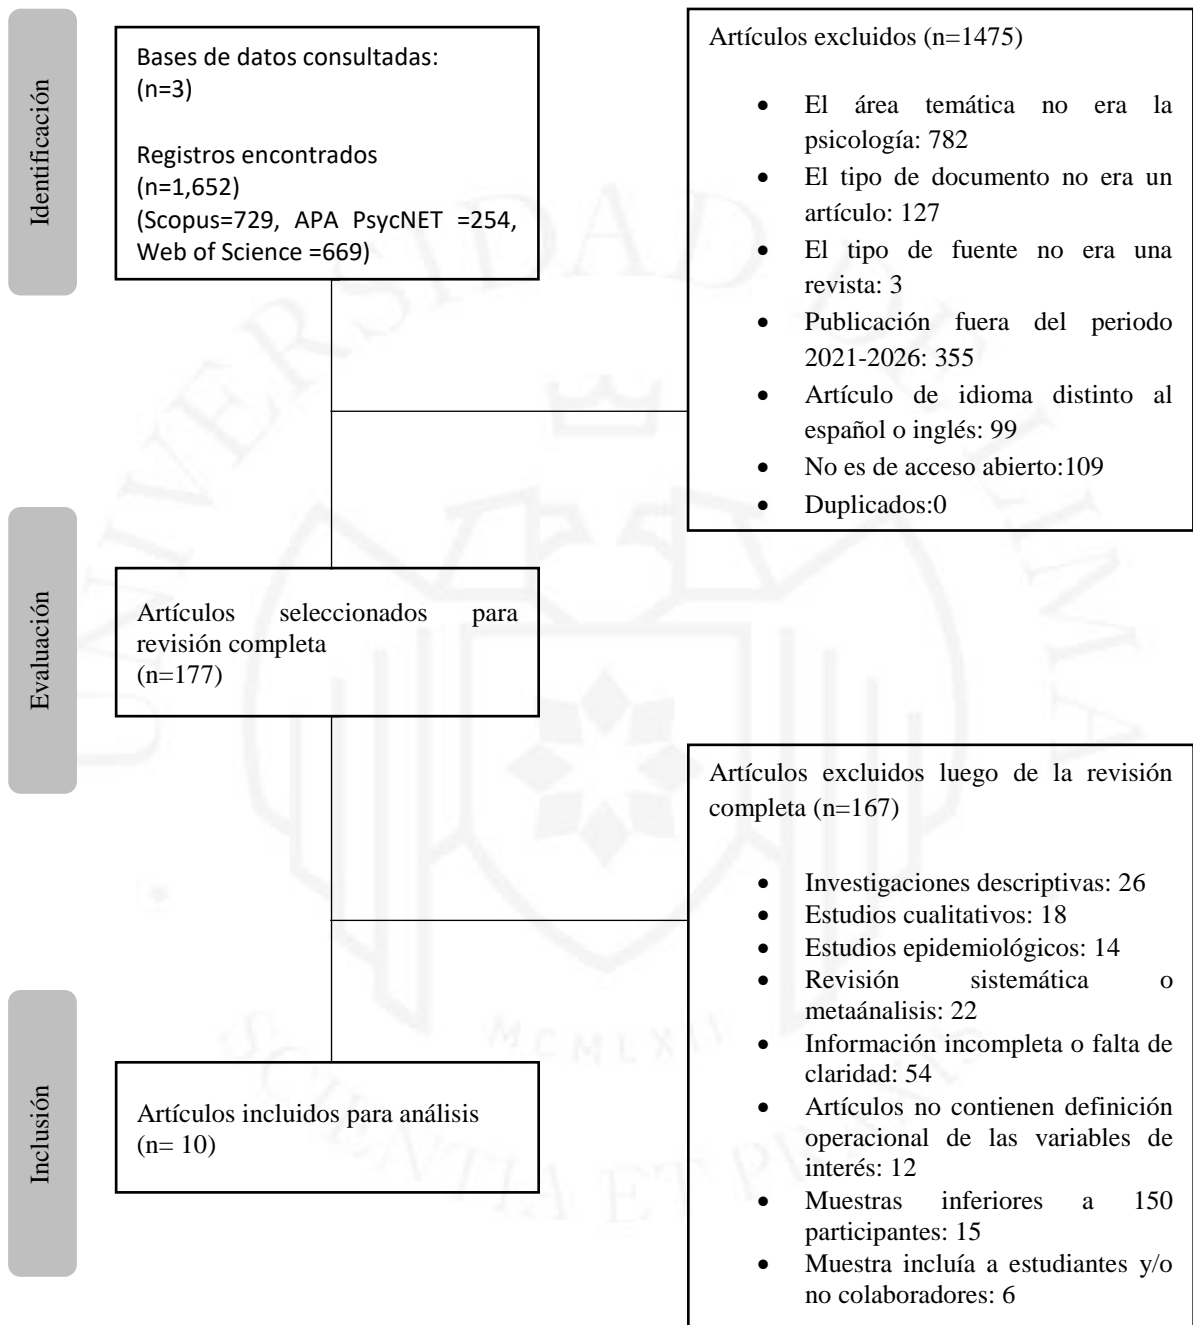 Identificación
Bases de datos consultadas:
(n=3)
Registros encontrados
(n=1,652)
(Scopus=729, APA PsycNET =254,
Web of Science =669)
Artículos excluidos (n=1475)
• El área temática no era la
psicología: 782
• El tipo de documento no era un
artículo: 127
• El tipo de fuente no era una
revista: 3
• Publicación fuera del periodo
2021-2026: 355
• Artículo de idioma distinto al
español o inglés: 99
• No es de acceso abierto:109
• Duplicados:0
Evaluación
Artículos seleccionados para
revisión completa
(n=177)
Artículos excluidos luego de la revisión
completa (n=167)
• Investigaciones descriptivas: 26
• Estudios cualitativos: 18
• Estudios epidemiológicos: 14
• Revisión sistemática o
metaánalisis: 22
• Información incompleta o falta de
claridad: 54
• Artículos no contienen definición
operacional de las variables de
interés: 12
• Muestras inferiores a 150
participantes: 15
• Muestra incluía a estudiantes y/o
no colaboradores: 6
Inclusión
Artículos incluidos para análisis
(n= 10)
UNIVERSIDAD DE LIMA
MCMLXII
SCIENTIA ET PRAXIS